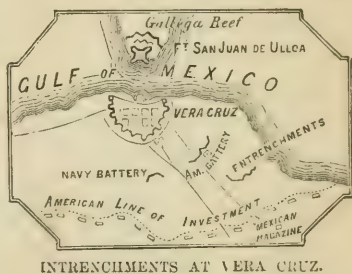 Gallega Reef
FT SAN JUAN DE ULLOA
GULF OF MEXICO
VERA CRUZ
NAVY BATTERY
AM. BATTERY
ENTRENCHMENTS
AMERICAN LINE OF INVESTMENT
MEXICAN
MAGAZINE
INTRENCHMENTS AT VERA CRUZ.